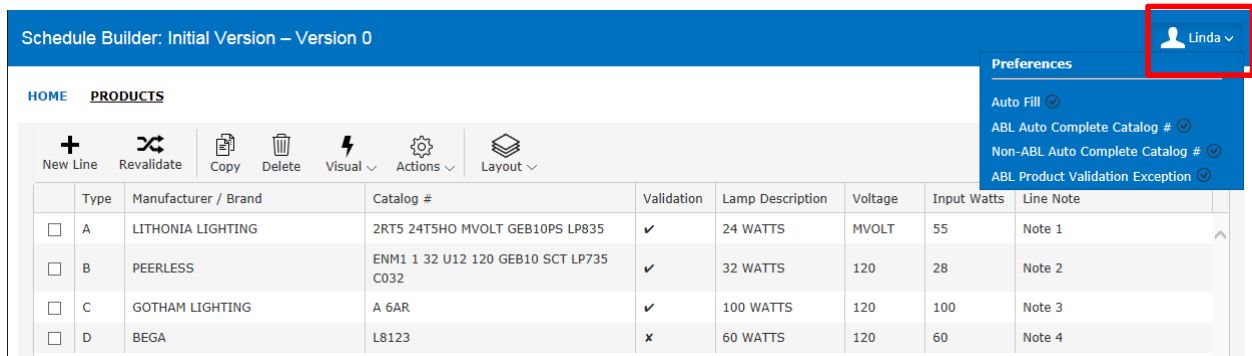 Schedule Builder: Initial Version – Version 0
Linda
Preferences
Auto Fill
ABL Auto Complete Catalog #
Non-ABL Auto Complete Catalog #
ABL Product Validation Exception
HOME PRODUCTS
New Line Revalidate Copy Delete Visual Actions Layout
Type Manufacturer / Brand Catalog # Validation Lamp Description Voltage Input Watts Line Note
A LITHONIA LIGHTING 2RT5 24T5HO MVOLT GEB10PS LP835 ✔ 24 WATTS MVOLT 55 Note 1
B PEERLESS ENM1 1 32 U12 120 GEB10 SCT LP735 ✔ 32 WATTS 120 28 Note 2
C032
C GOTHAM LIGHTING A 6AR ✔ 100 WATTS 120 100 Note 3
D BEGA L8123 ✘ 60 WATTS 120 60 Note 4